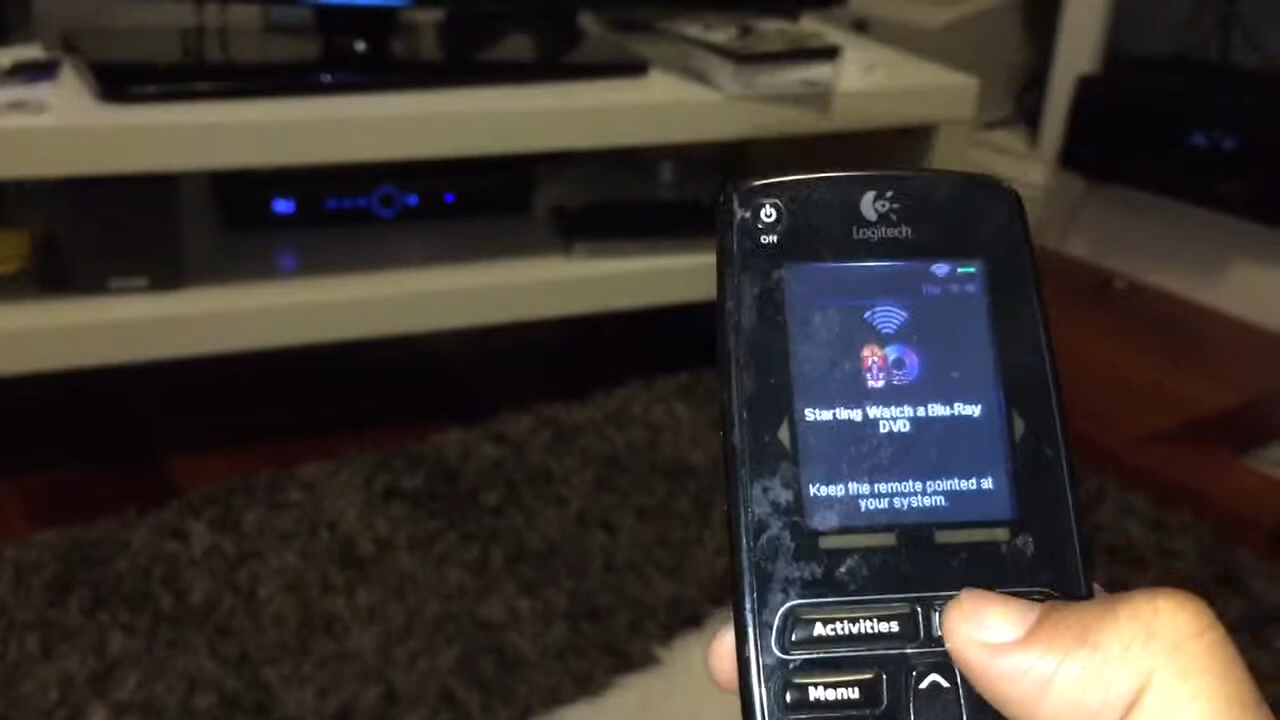 Off
Logitech
Starting Watch a Blu-Ray
DVD
Keep the remote pointed at
your system.
Activities
Menu